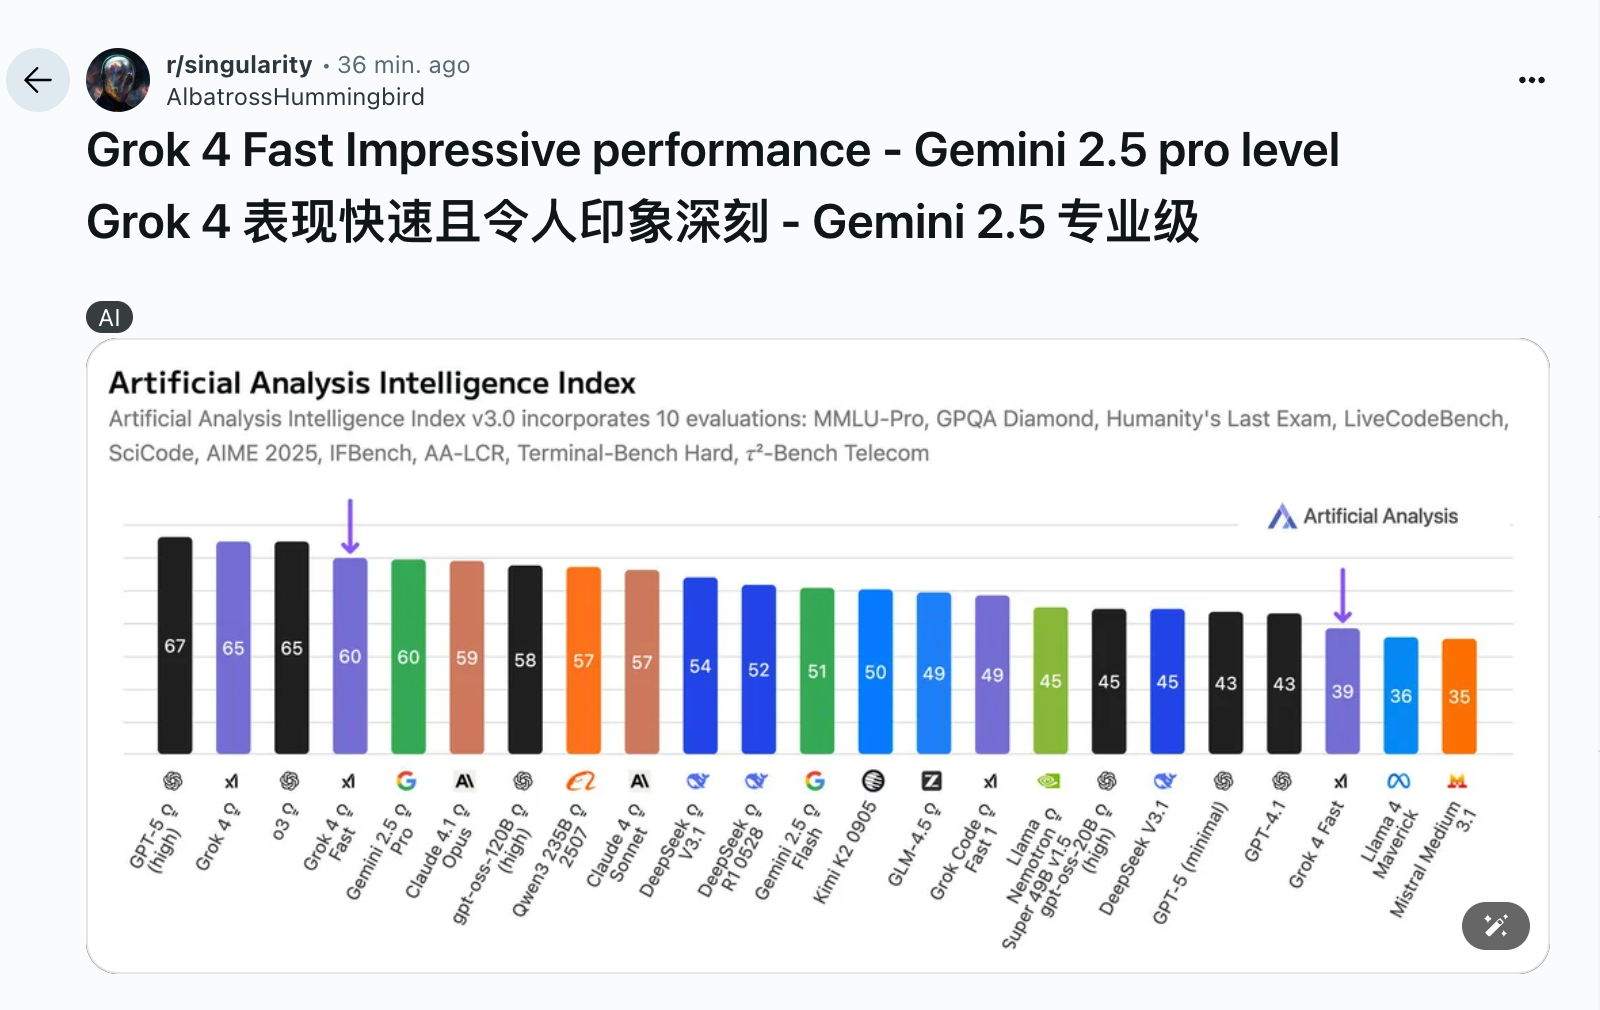 r/singularity • 36 min. ago
AlbatrossHummingbird
Grok 4 Fast Impressive performance - Gemini 2.5 pro level
Grok 4 表现快速且令人印象深刻 - Gemini 2.5 专业级
AI
Artificial Analysis Intelligence Index
Artificial Analysis Intelligence Index v3.0 incorporates 10 evaluations: MMLU-Pro, GPQA Diamond, Humanity's Last Exam, LiveCodeBench,
SciCode, AIME 2025, IFBench, AA-LCR, Terminal-Bench Hard, τ²-Bench Telecom
Artificial Analysis
67
65
65
60
60
59
58
57
57
54
52
51
50
49
49
45
45
45
43
43
39
36
35
GPT-5
(high)
Grok 4
o3
Grok 4
Fast
Gemini 2.5
Pro
Claude 4.1
Opus
gpt-oss-120B
(high)
Qwen3 235B
2507
Claude 4
Sonnet
DeepSeek
V3.1
DeepSeek
R1 0528
Gemini 2.5
Flash
Kimi K2 0905
GLM-4.5
Grok Code
Fast 1
Llama
Nemotron
Super 49B v1.5
gpt-oss-20B
(high)
DeepSeek V3.1
GPT-5 (minimal)
GPT-4.1
Grok 4 Fast
Llama 4
Maverick
Mistral Medium
3.1